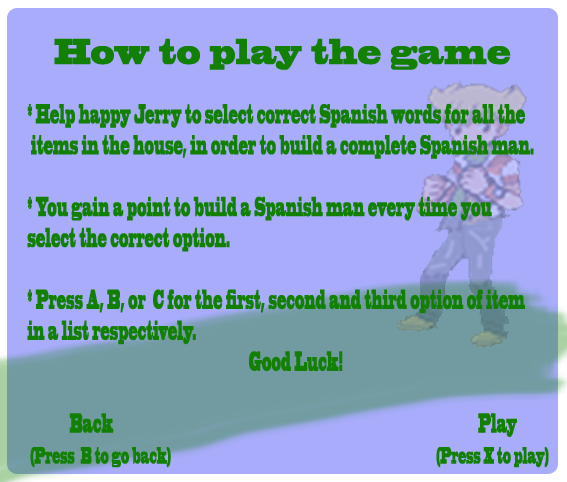 How to play the game
* Help happy Jerry to select correct Spanish words for all the
items in the house, in order to build a complete Spanish man.
* You gain a point to build a Spanish man every time you
select the correct option.
* Press A, B, or C for the first, second and third option of item
in a list respectively.
Good Luck!
Back
Play
(Press B to go back)
(Press X to play)